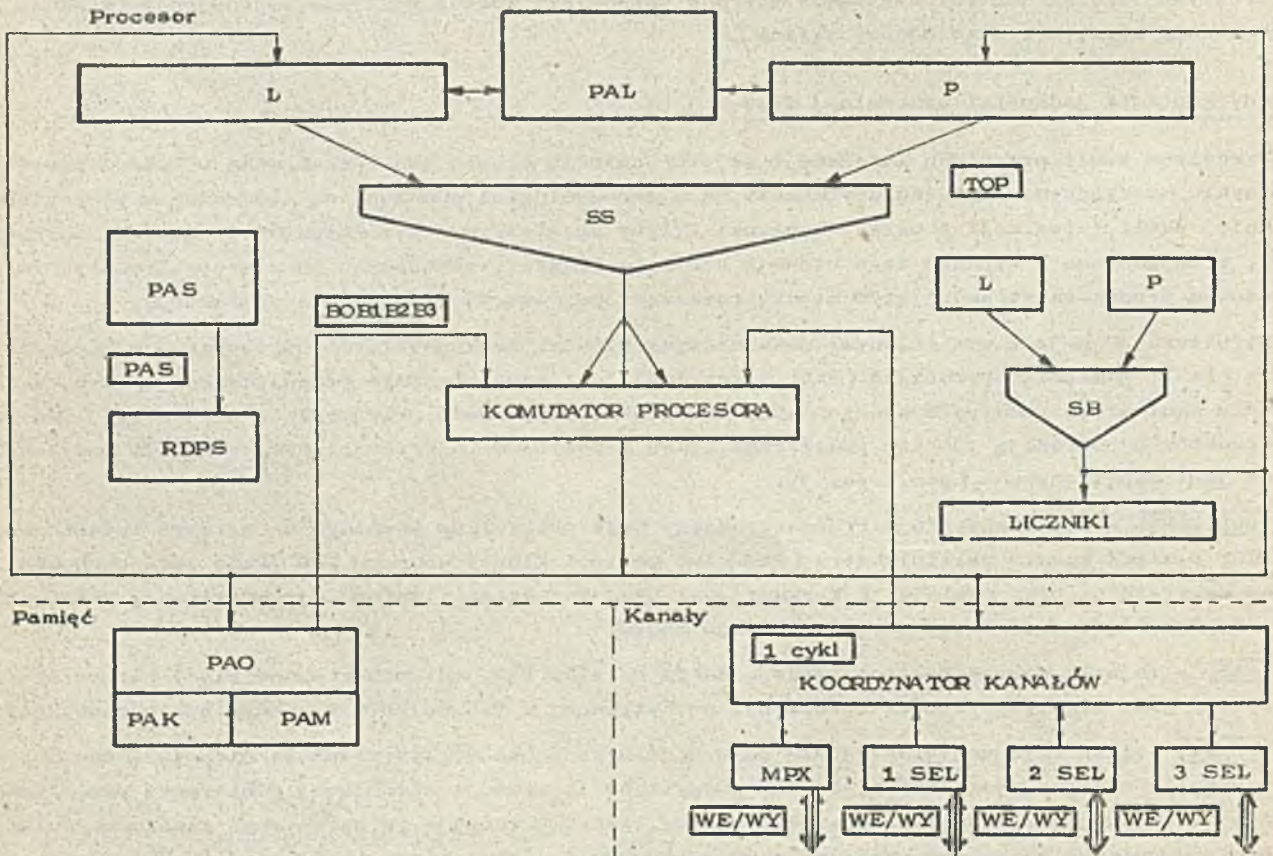 Procesor
L
PAL
P
TOP
SS
PAS
L
P
BOB1B2B3
PAS
KOMUTATOR PROCESORA
SB
RDPS
LICZNIKI
Pamięć
Kanały
PAO
1 cykl
KOORDYNATOR KANAŁÓW
PAK
PAM
MPX
1 SEL
2 SEL
3 SEL
WE/WY
WE/WY
WE/WY
WE/WY